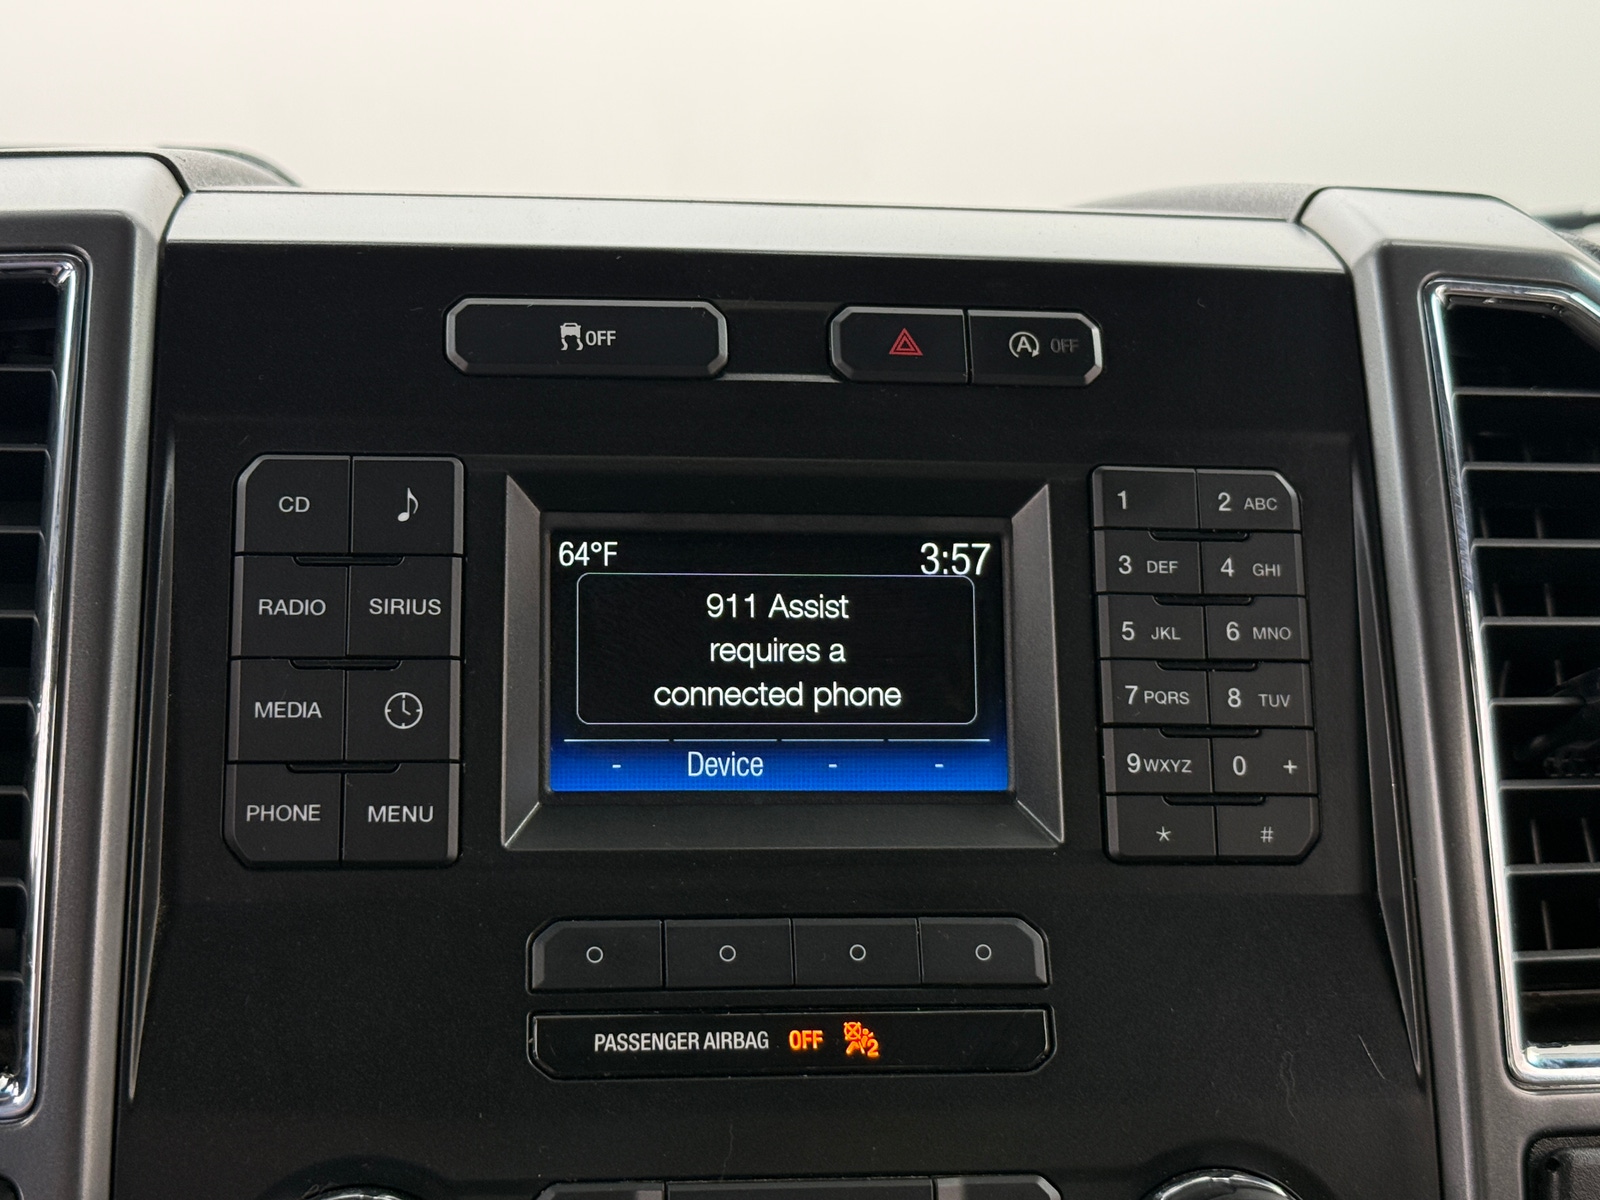 OFF
A OFF
CD
RADIO SIRIUS
MEDIA
PHONE MENU
64°F 3:57
911 Assist
requires a
connected phone
- Device - -
1 2 ABC
3 DEF 4 GHI
5 JKL 6 MNO
7 PQRS 8 TUV
9 WXYZ 0 +
* #
PASSENGER AIRBAG OFF 2